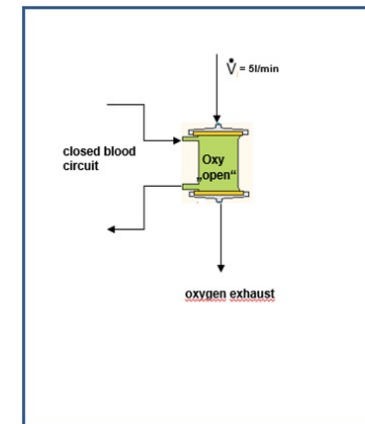 V̇ = 5l/min
closed blood
circuit
Oxy
„open“
oxygen exhaust